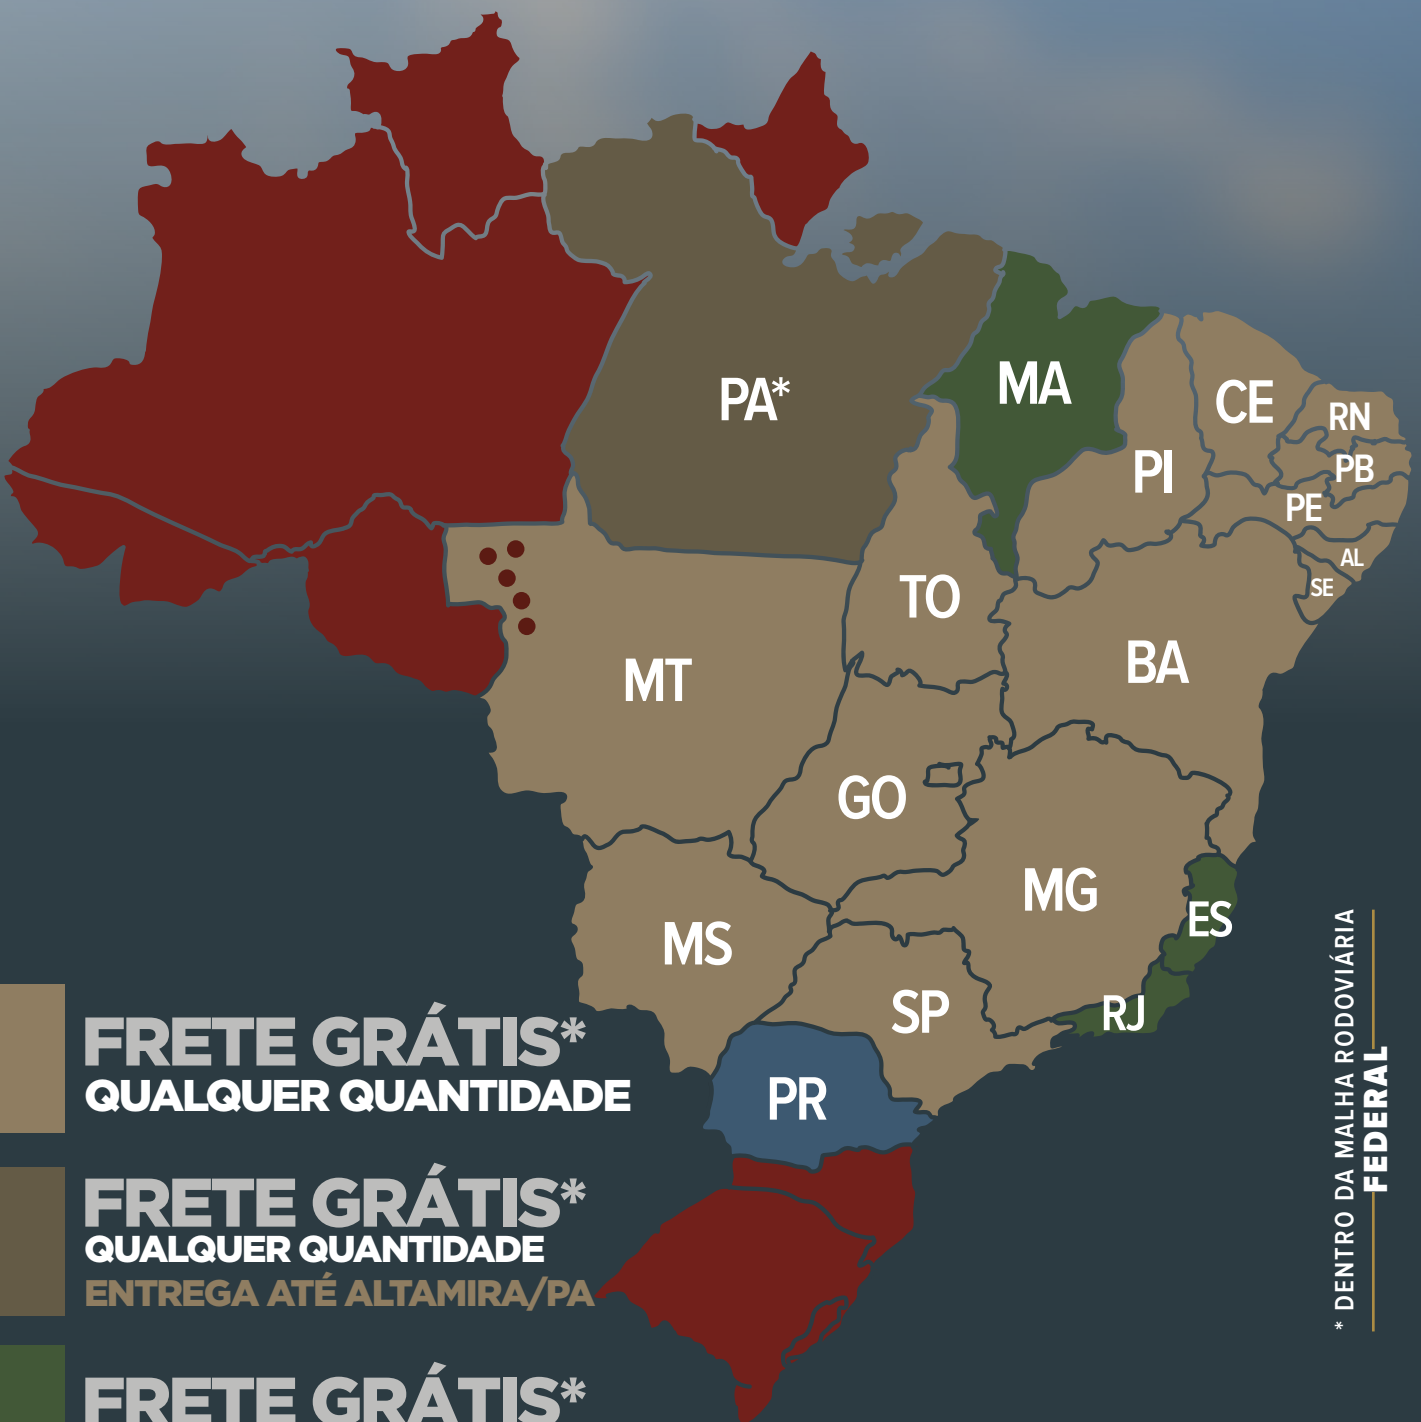 PA*
MA
CE
RN
PI
PB
PE
AL
SE
TO
BA
MT
GO
MG
ES
MS
SP
RJ
PR
FRETE GRÁTIS*
QUALQUER QUANTIDADE
FRETE GRÁTIS*
QUALQUER QUANTIDADE
ENTREGA ATÉ ALTAMIRA/PA
FRETE GRÁTIS*
* DENTRO DA MALHA RODOVIÁRIA
FEDERAL